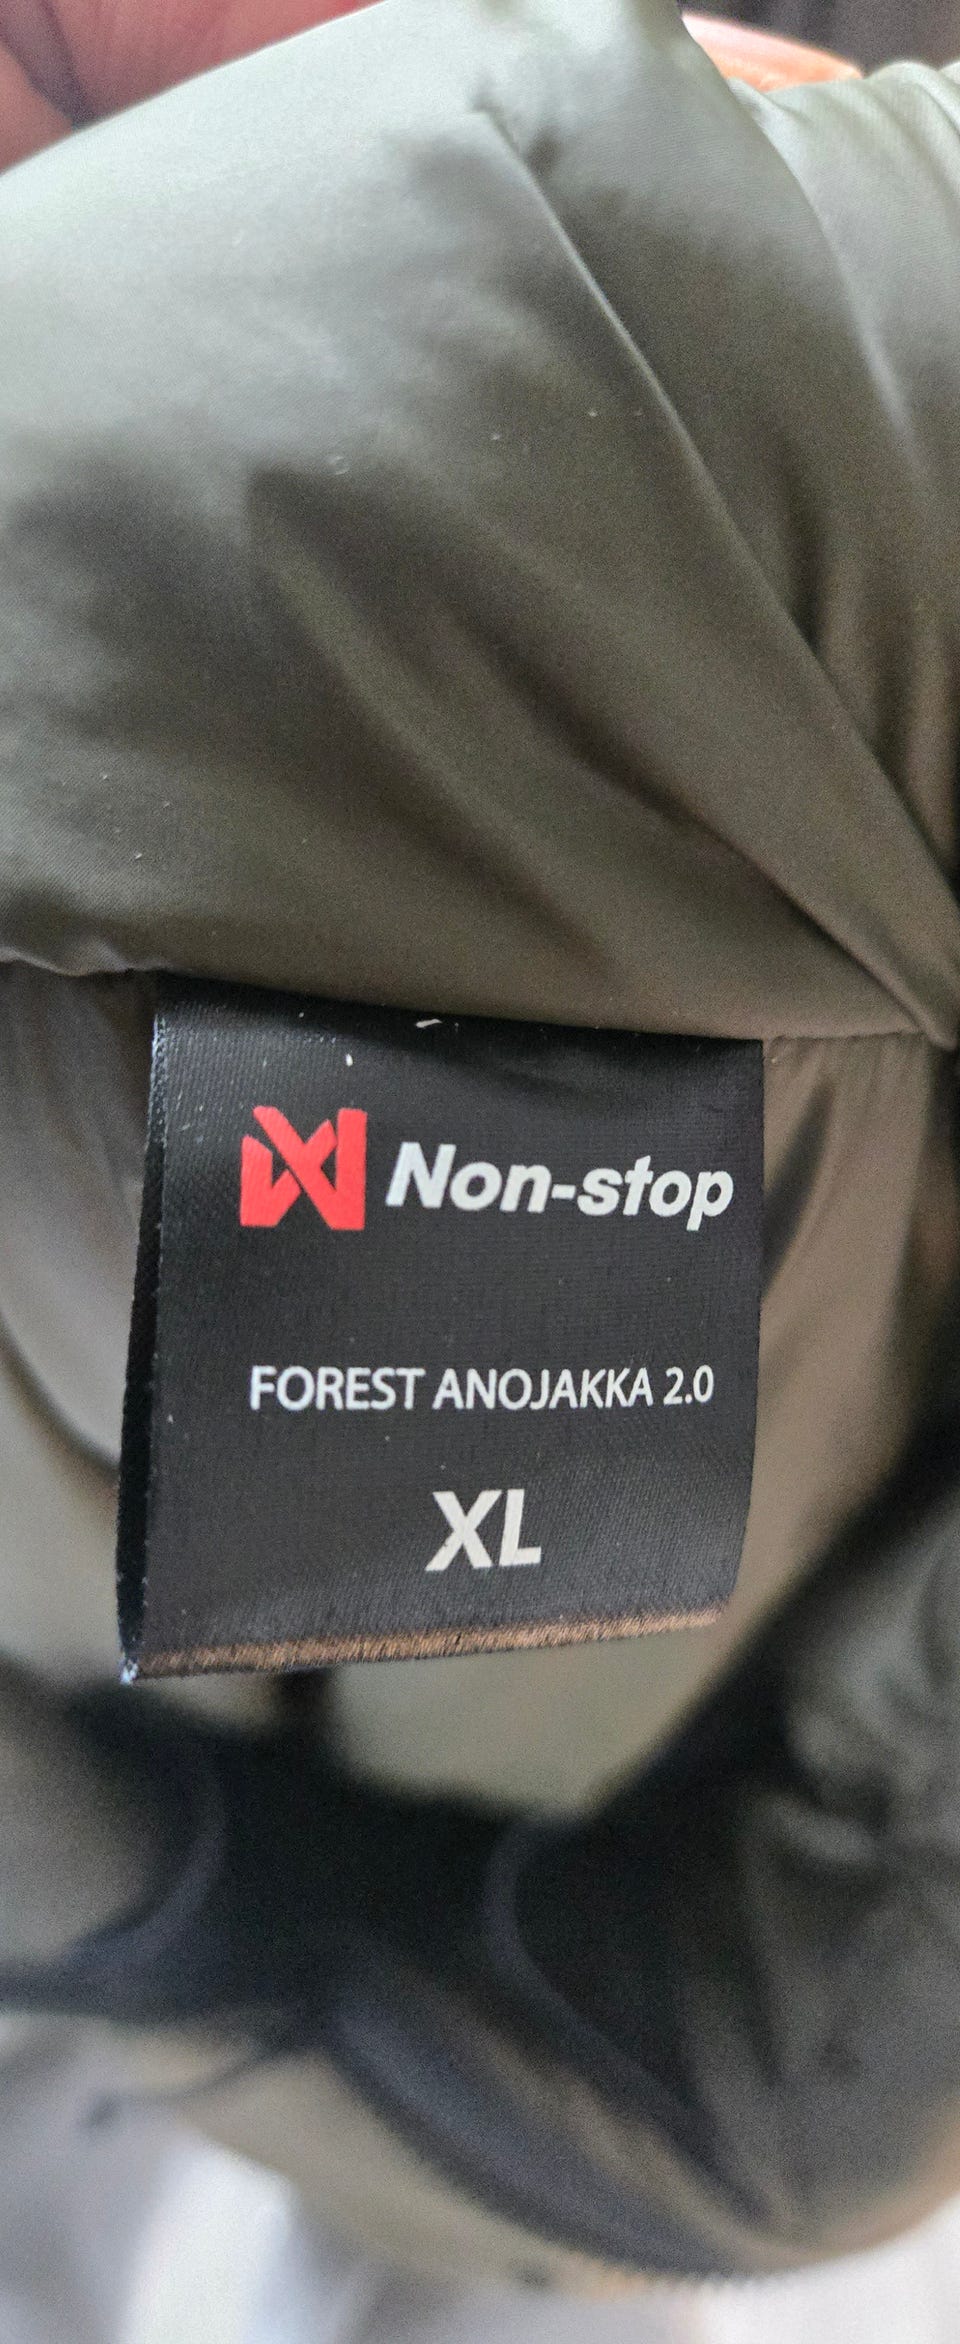 Non-stop
FOREST ANOJAKKA 2.0
XL